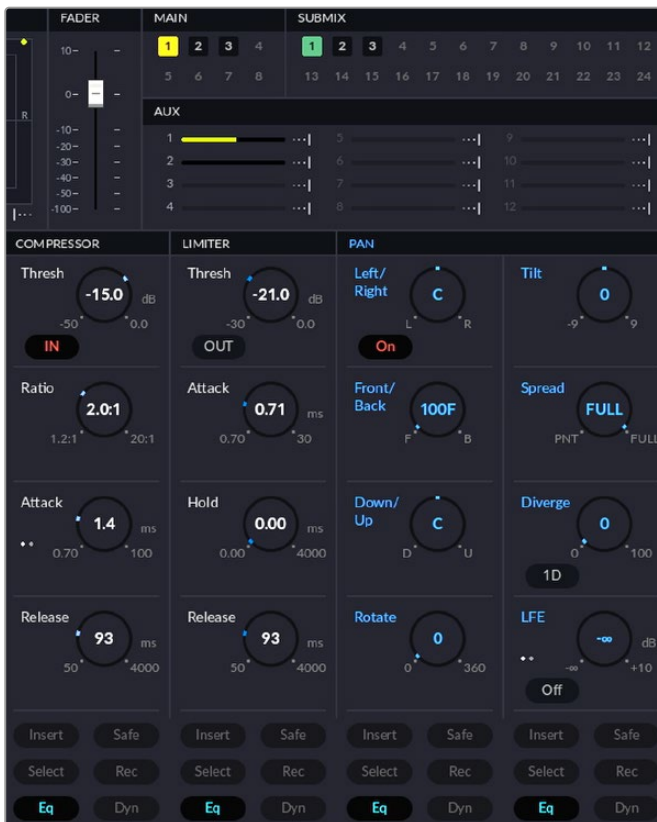 FADER MAIN SUBMIX
10 1 2 3 4 1 2 3 4 5 6 7 8 9 10 11 12
5 6 7 8 13 14 15 16 17 18 19 20 21 22 23 24
0
R AUX
-10 1 5 9
-20
-30 2 6 10
-40 3 7 11
-50
-100 4 8 12
COMPRESSOR LIMITER PAN
Thresh Thresh Left/ Tilt
Right
-15.0 dB -21.0 dB C 0
-50 0.0 -30 0.0 L R -9 9
IN OUT On
Ratio Attack Front/ Spread
Back
2.0:1 0.71 ms 100F FULL
1.2:1 20:1 0.70 30 F B PNT FULL
Attack Hold Down/ Diverge
Up
1.4 ms 0.00 ms C 0
0.70 100 0.00 4000 D U 0 100
1D
Release Release Rotate LFE
93 ms 93 ms 0 -∞ dB
50 4000 50 4000 0 360 -∞ +10
Off
Insert Safe Insert Safe Insert Safe Insert Safe
Select Rec Select Rec Select Rec Select Rec
Eq Dyn Eq Dyn Eq Dyn Eq Dyn